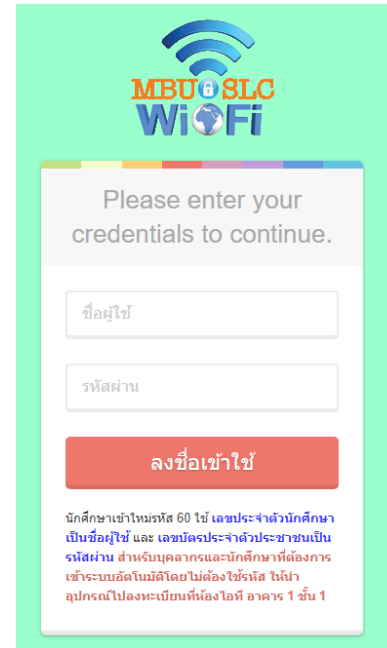 MBU SLC
WiFi
Please enter your
credentials to continue.
ชื่อผู้ใช้
รหัสผ่าน
ลงชื่อเข้าใช้
นักศึกษาเข้าใหม่รหัส 60 ใช้ เลขประจำตัวนักศึกษา
เป็นชื่อผู้ใช้ และ เลขบัตรประจำตัวประชาชนเป็น
รหัสผ่าน สำหรับบุคลากรและนักศึกษาที่ต้องการ
เข้าระบบอัตโนมัติโดยไม่ต้องใช้รหัส ให้นำ
อุปกรณ์ไปลงทะเบียนที่ห้องไอที อาคาร 1 ชั้น 1